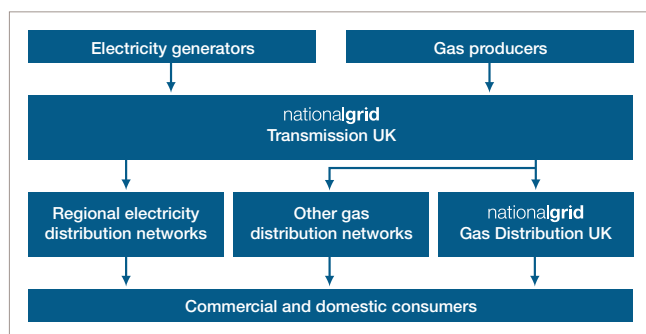 Electricity generators
Gas producers
nationalgrid
Transmission UK
Regional electricity
distribution networks
Other gas
distribution networks
nationalgrid
Gas Distribution UK
Commercial and domestic consumers